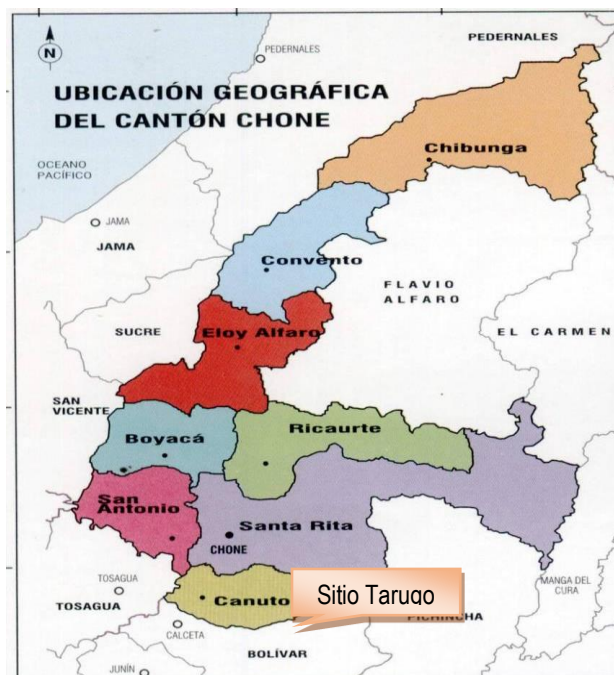 PEDERNALES
N
PEDERNALES
UBICACIÓN GEOGRÁFICA
DEL CANTÓN CHONE
Chibunga
OCEANO
PACÍFICO
JAMA
JAMA
Convento
FLAVIO
ALFARO
SUCRE
Eloy Alfaro
EL CARMEN
SAN
VICENTE
Boyacá
Ricaurte
San
Antonio
Santa Rita
CHONE
TOSAGUA
Canuto
Sitio Tarugo
MANGA DEL
CURA
TOSAGUA
PICHINCHA
CALCETA
BOLÍVAR
JUNÍN